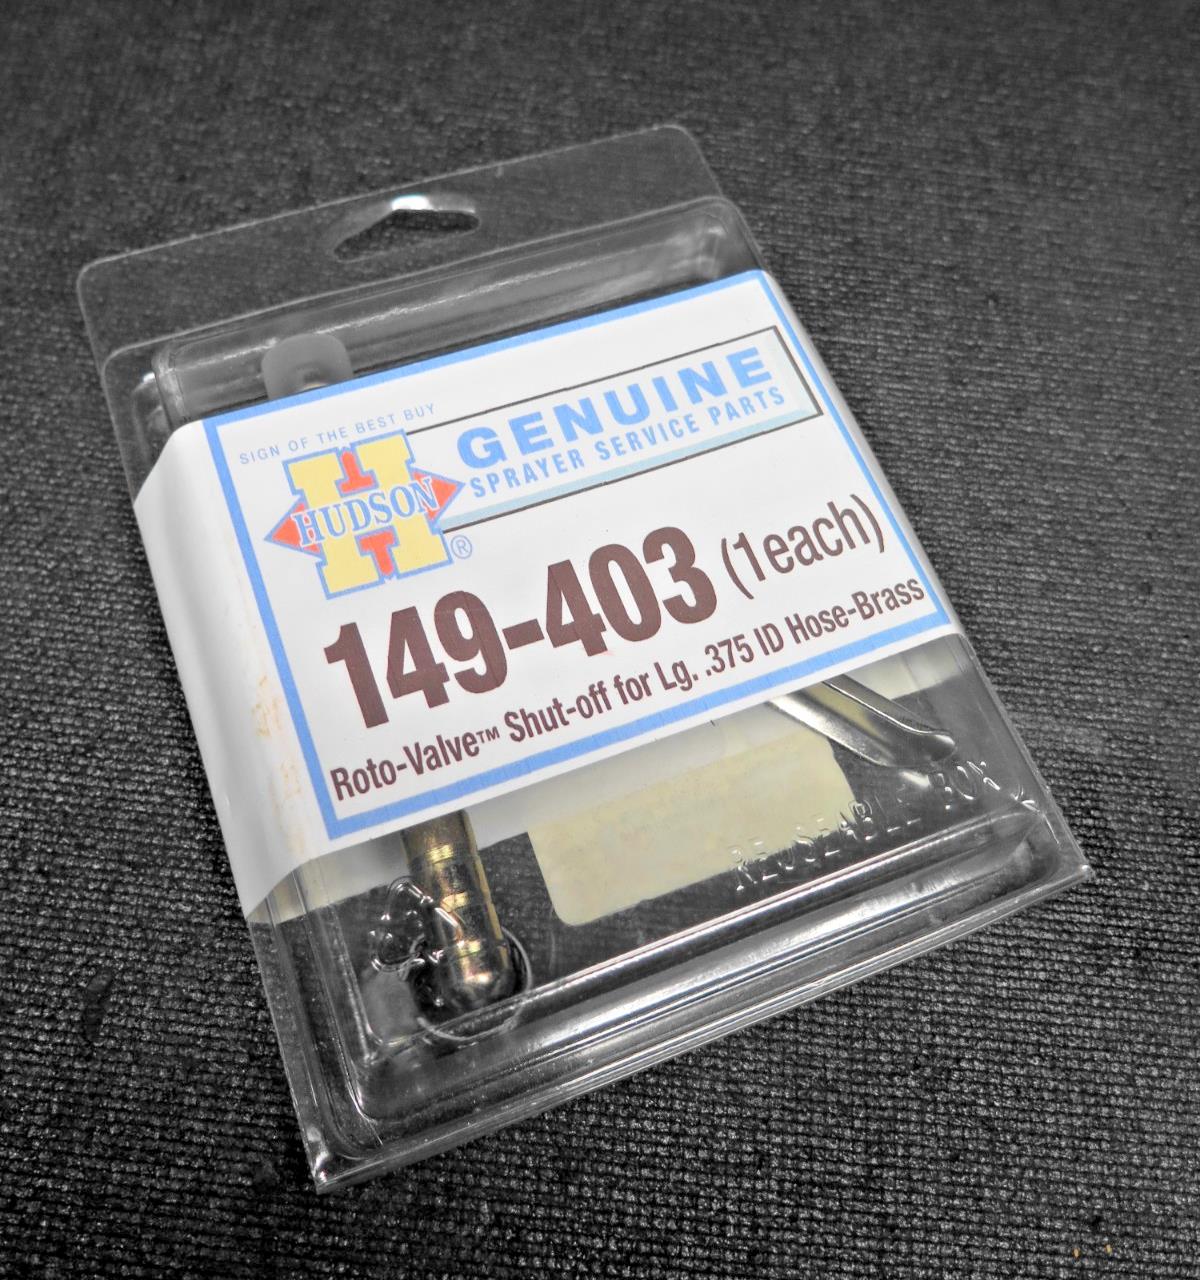 SIGN OF THE BEST BUY
HUDSON®
GENUINE
SPRAYER SERVICE PARTS
149-403 (1each)
Roto-Valve™ Shut-off for Lg. .375 ID Hose-Brass
REUSEABLE BOX